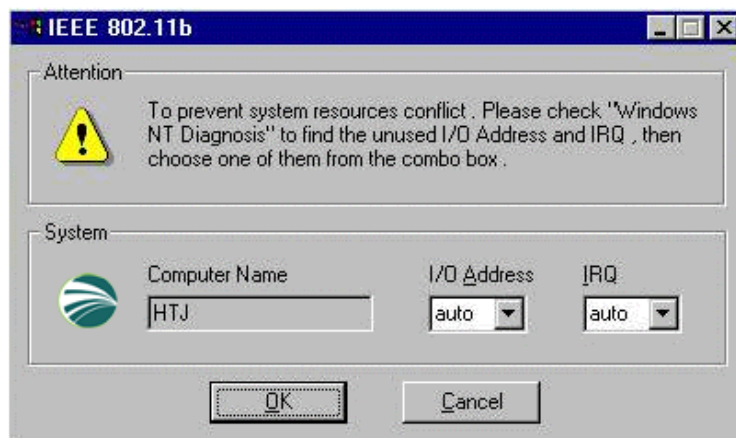 IEEE 802.11b
Attention
To prevent system resources conflict . Please check "Windows
NT Diagnosis" to find the unused I/O Address and IRQ , then
choose one of them from the combo box .
System
Computer Name
I/O Address
IRQ
HTJ
auto
auto
OK
Cancel